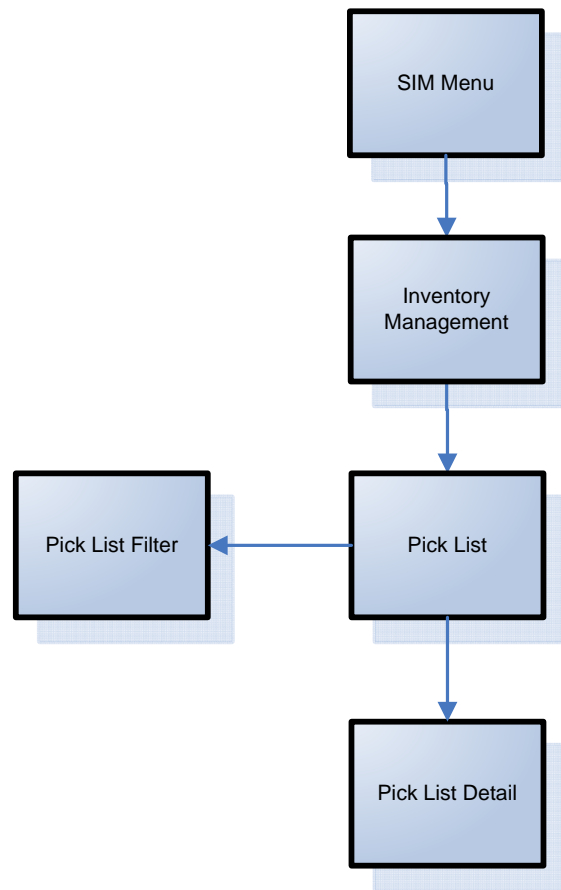 SIM Menu
Inventory
Management
Pick List Filter
Pick List
Pick List Detail